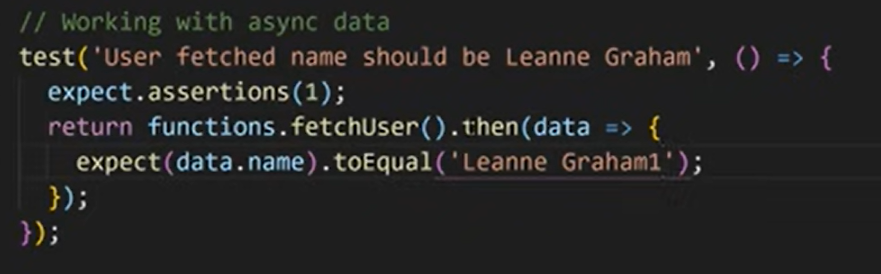 // Working with async data
test('User fetched name should be Leanne Graham', () => {
expect.assertions(1);
return functions.fetchUser().then(data => {
expect(data.name).toEqual('Leanne Graham1');
});
});